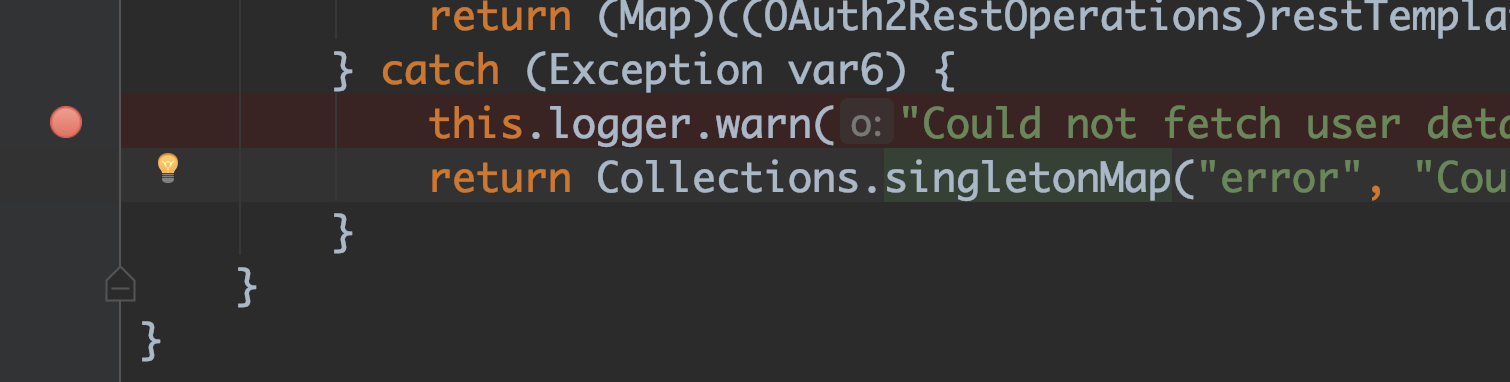 return (Map)((OAuth2RestOperations)restTempla
} catch (Exception var6) {
this.logger.warn( o: "Could not fetch user deta
return Collections.singletonMap("error", "Cou
}
}
}